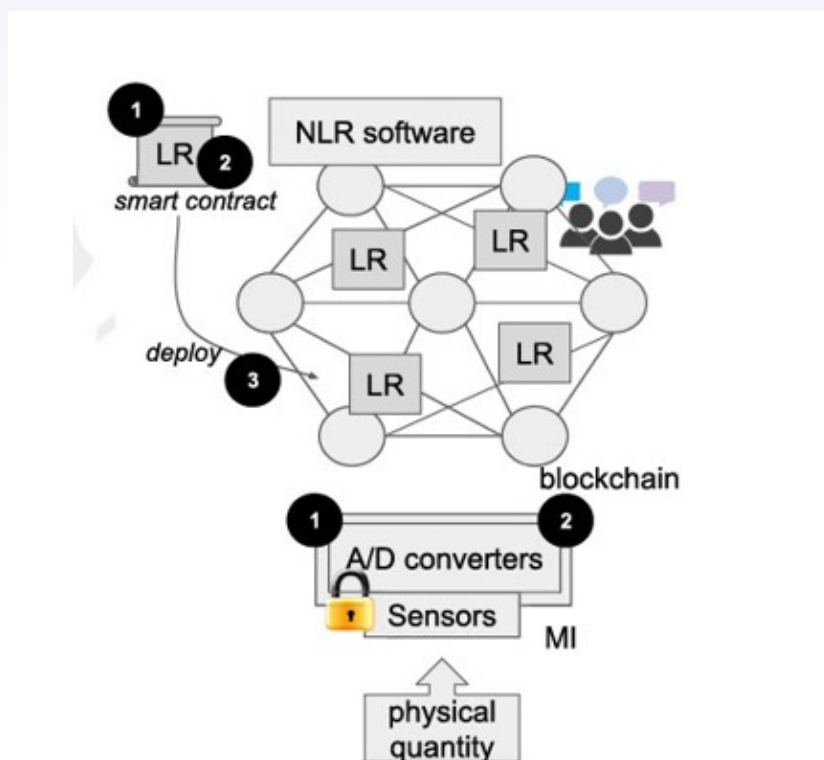 1
NLR software
LR
2
smart contract
LR
LR
deploy
3
LR
LR
blockchain
1
2
A/D converters
Sensors
MI
physical
quantity